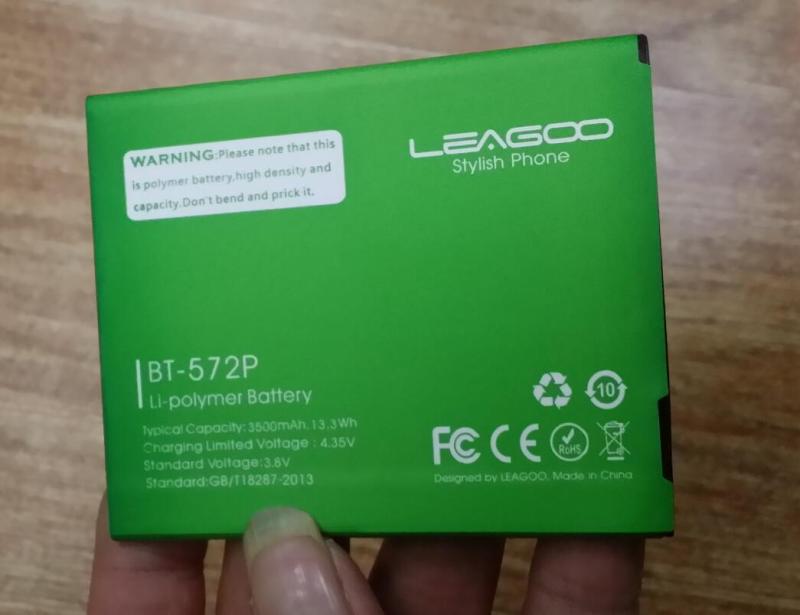 WARNING:Please note that this
is polymer battery,high density and
capacity.Don't bend and prick it.
LEAGOO
Stylish Phone
BT-572P
Li-polymer Battery
Typical Capacity: 3500mAh, 13.3Wh
Charging Limited Voltage : 4.35V
Standard Voltage:3.8V
Standard:GB/T18287-2013
10
FC CE RoHS
Designed by LEAGOO, Made in China